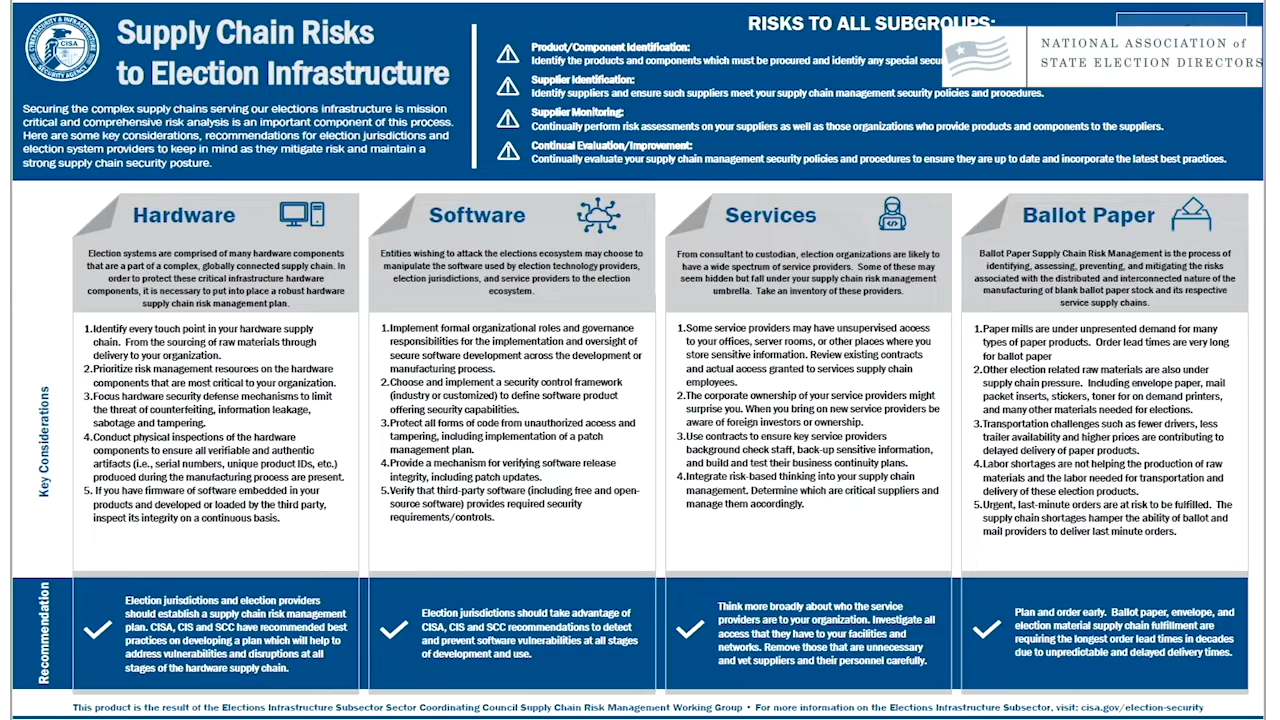 Supply Chain Risks
to Election Infrastructure
CYBERSECURITY & INFRASTRUCTURE
CISA
SECURITY AGENCY
Securing the complex supply chains serving our elections infrastructure is mission
critical and comprehensive risk analysis is an important component of this process.
Here are some key considerations, recommendations for election jurisdictions and
election system providers to keep in mind as they mitigate risk and maintain a
strong supply chain security posture.
RISKS TO ALL SUBGROUPS:
Product/Component Identification:
Identify the products and components which must be procured and identify any special
Supplier Identification:
Identify suppliers and ensure such suppliers meet your supply chain management security policies and procedures.
Supplier Monitoring:
Continually perform risk assessments on your suppliers as well as those organizations who provide products and components to the suppliers.
Continual Evaluation/Improvement:
Continually evaluate your supply chain management security policies and procedures to ensure they are up to date and incorporate the latest best practices.
NATIONAL ASSOCIATION of
STATE ELECTION DIRECTORS
Hardware
Election systems are comprised of many hardware components
that are a part of a complex, globally connected supply chain. In
order to protect these critical infrastructure hardware
components, it is necessary to put into place a robust hardware
supply chain risk management plan.
Key Considerations
1.Identify every touch point in your hardware supply
chain. From the sourcing of raw materials through
delivery to your organization.
2.Prioritize risk management resources on the hardware
components that are most critical to your organization.
3.Focus hardware security defense mechanisms to limit
the threat of counterfeiting, information leakage,
sabotage and tampering.
4.Conduct physical inspections of the hardware
components to ensure all verifiable and authentic
artifacts (i.e., serial numbers, unique product IDs, etc.)
produced during the manufacturing process are present.
5. If you have firmware of software embedded in your
products and developed or loaded by the third party,
inspect its integrity on a continuous basis.
Recommendation
Election jurisdictions and election providers
should establish a supply chain risk management
plan. CISA, CIS and SCC have recommended best
practices on developing a plan which will help to
address vulnerabilities and disruptions at all
stages of the hardware supply chain.
Software
Entities wishing to attack the elections ecosystem may choose to
manipulate the software used by election technology providers,
election jurisdictions, and service providers to the election
ecosystem.
1.Implement formal organizational roles and governance
responsibilities for the implementation and oversight of
secure software development across the development or
manufacturing process.
2.Choose and implement a security control framework
(industry or customized) to define software product
offering security capabilities.
3.Protect all forms of code from unauthorized access and
tampering, including implementation of a patch
management plan.
4.Provide a mechanism for verifying software release
integrity, including patch updates.
5.Verify that third-party software (including free and open-
source software) provides required security
requirements/controls.
Election jurisdictions should take advantage of
CISA, CIS and SCC recommendations to detect
and prevent software vulnerabilities at all stages
of development and use.
Services
From consultant to custodian, election organizations are likely to
have a wide spectrum of service providers. Some of these may
seem hidden but fall under your supply chain risk management
umbrella. Take an inventory of these providers.
1.Some service providers may have unsupervised access
to your offices, server rooms, or other places where you
store sensitive information. Review existing contracts
and actual access granted to services supply chain
employees.
2.The corporate ownership of your service providers might
surprise you. When you bring on new service providers be
aware of foreign investors or ownership.
3.Use contracts to ensure key service providers
background check staff, back-up sensitive information,
and build and test their business continuity plans.
4.Integrate risk-based thinking into your supply chain
management. Determine which are critical suppliers and
manage them accordingly.
Think more broadly about who the service
providers are to your organization. Investigate all
access that they have to your facilities and
networks. Remove those that are unnecessary
and vet suppliers and their personnel carefully.
Ballot Paper
Ballot Paper Supply Chain Risk Management is the process of
identifying, assessing, preventing, and mitigating the risks
associated with the distributed and interconnected nature of the
manufacturing of blank ballot paper stock and its respective
service supply chains.
1.Paper mills are under unpresented demand for many
types of paper products. Order lead times are very long
for ballot paper
2.Other election related raw materials are also under
supply chain pressure. Including envelope paper, mail
packet inserts, stickers, toner for on demand printers,
and many other materials needed for elections.
3.Transportation challenges such as fewer drivers, less
trailer availability and higher prices are contributing to
delayed delivery of paper products.
4.Labor shortages are not helping the production of raw
materials and the labor needed for transportation and
delivery of these election products.
5.Urgent, last-minute orders are at risk to be fulfilled. The
supply chain shortages hamper the ability of ballot and
mail providers to deliver last minute orders.
Plan and order early. Ballot paper, envelope, and
election material supply chain fulfillment are
requiring the longest order lead times in decades
due to unpredictable and delayed delivery times.
This product is the result of the Elections Infrastructure Subsector Sector Coordinating Council Supply Chain Risk Management Working Group • For more information on the Elections Infrastructure Subsector, visit: cisa.gov/election-security